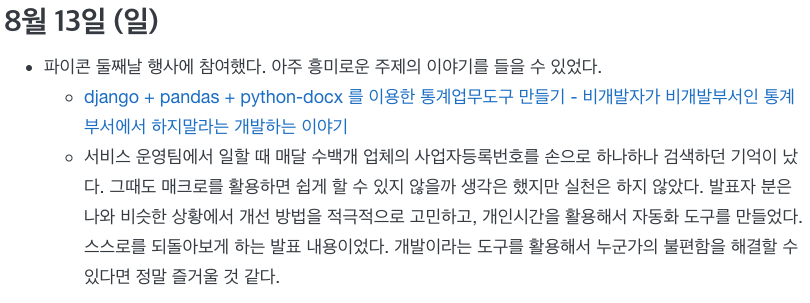 8월 13일 (일)
파이콘 둘째날 행사에 참여했다. 아주 흥미로운 주제의 이야기를 들을 수 있었다.
django + pandas + python-docx 를 이용한 통계업무도구 만들기 - 비개발자가 비개발부서인 통계
부서에서 하지말라는 개발하는 이야기
서비스 운영팀에서 일할 때 매달 수백개 업체의 사업자등록번호를 손으로 하나하나 검색하던 기억이 났
다. 그때도 매크로를 활용하면 쉽게 할 수 있지 않을까 생각은 했지만 실천은 하지 않았다. 발표자 분은
나와 비슷한 상황에서 개선 방법을 적극적으로 고민하고, 개인시간을 활용해서 자동화 도구를 만들었다.
스스로를 되돌아보게 하는 발표 내용이었다. 개발이라는 도구를 활용해서 누군가의 불편함을 해결할 수
있다면 정말 즐거울 것 같다.